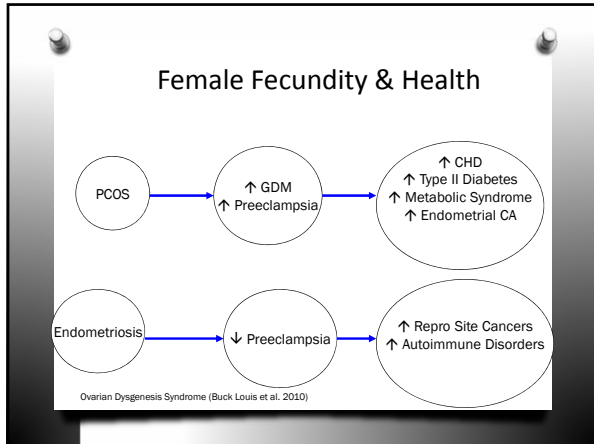 Female Fecundity & Health
PCOS
↑ GDM
↑ Preeclampsia
↑ CHD
↑ Type II Diabetes
↑ Metabolic Syndrome
↑ Endometrial CA
Endometriosis
↓ Preeclampsia
↑ Repro Site Cancers
↑ Autoimmune Disorders
Ovarian Dysgenesis Syndrome (Buck Louis et al. 2010)